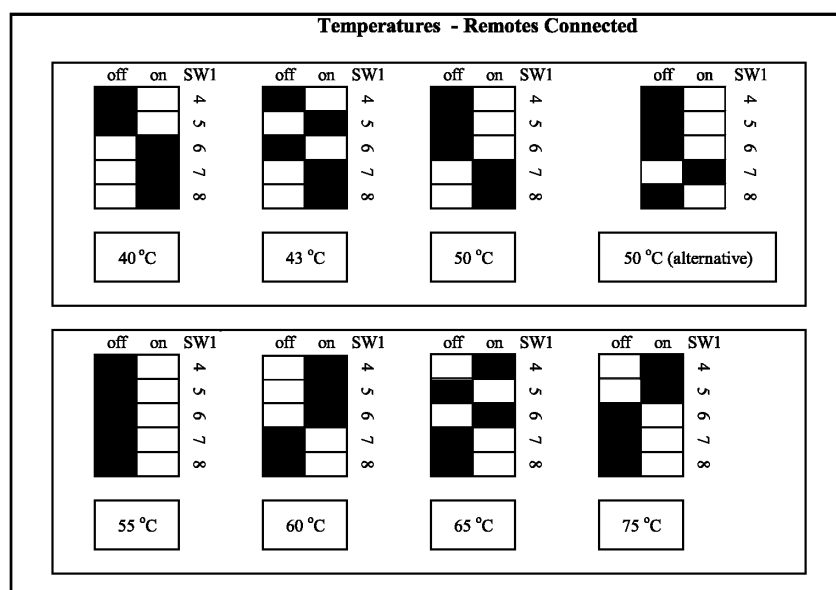 Temperatures - Remotes Connected
off on SW1 off on SW1 off on SW1 off on SW1
4 4 4 4
5 5 5 5
6 6 6 6
7 7 7 7
8 8 8 8
40 °C 43 °C 50 °C 50 °C (alternative)
off on SW1 off on SW1 off on SW1 off on SW1
4 4 4 4
5 5 5 5
6 6 6 6
7 7 7 7
8 8 8 8
55 °C 60 °C 65 °C 75 °C